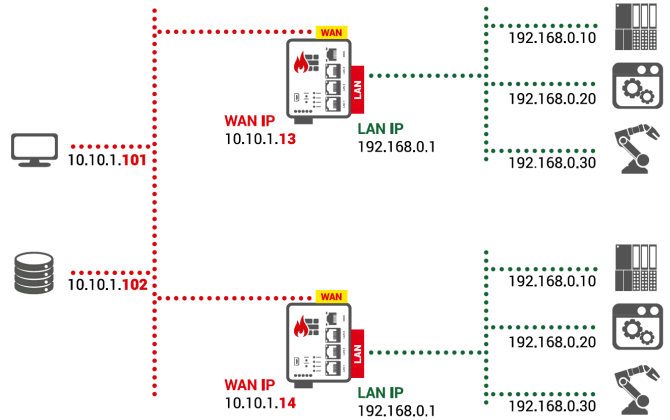 WAN
192.168.0.10
LAN
192.168.0.20
WAN IP
10.10.1.13
LAN IP
192.168.0.1
10.10.1.101
192.168.0.30
10.10.1.102
192.168.0.10
WAN
192.168.0.20
LAN
WAN IP
10.10.1.14
LAN IP
192.168.0.1
192.168.0.30